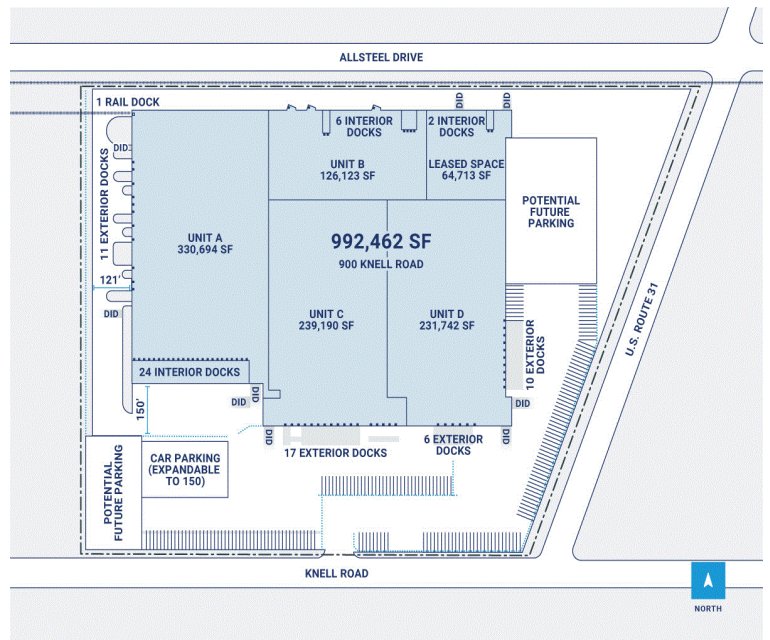 ALLSTEEL DRIVE
1 RAIL DOCK
DID
DID
6 INTERIOR
DOCKS
2 INTERIOR
DOCKS
DID
11 EXTERIOR DOCKS
UNIT B
126,123 SF
LEASED SPACE
64,713 SF
POTENTIAL
FUTURE
PARKING
UNIT A
330,694 SF
992,462 SF
900 KNELL ROAD
121'
DID
UNIT C
239,190 SF
UNIT D
231,742 SF
U.S. ROUTE 31
10 EXTERIOR
DOCKS
24 INTERIOR DOCKS
150'
DID
DID
DID
DID
DID
17 EXTERIOR DOCKS
6 EXTERIOR
DOCKS
CAR PARKING
(EXPANDABLE
TO 150)
POTENTIAL
FUTURE PARKING
KNELL ROAD
NORTH